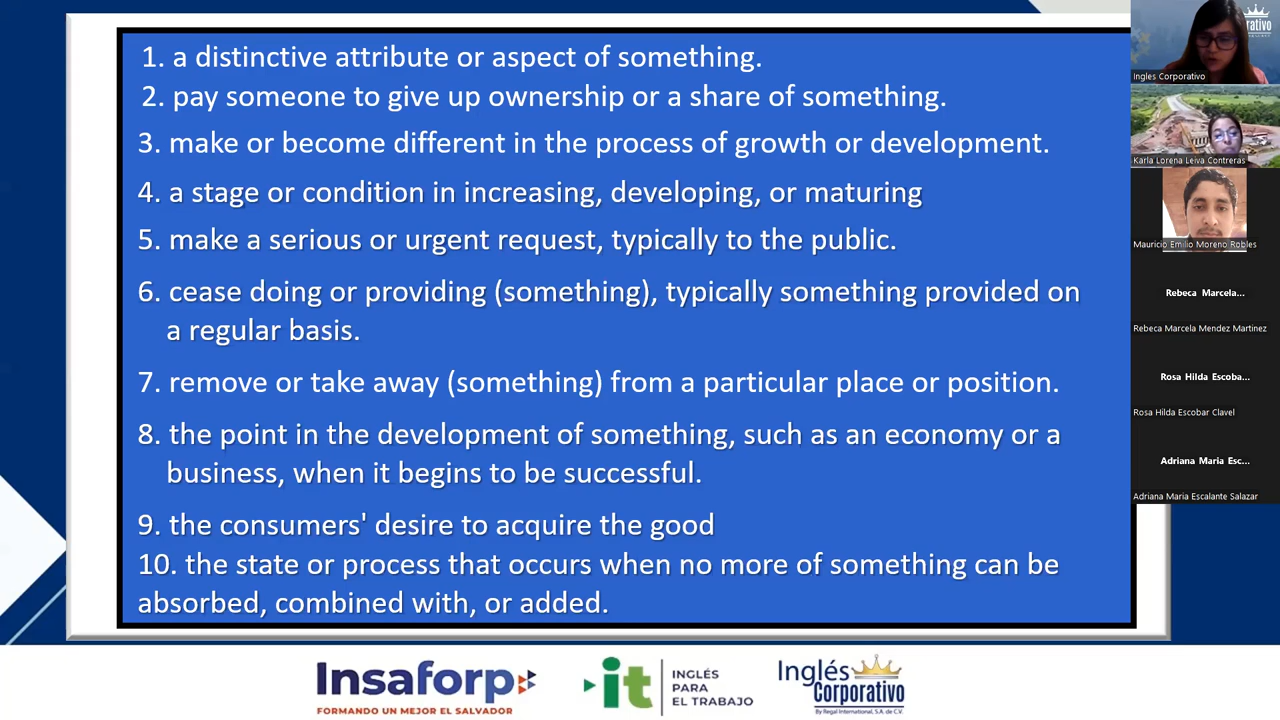 1. a distinctive attribute or aspect of something.
2. pay someone to give up ownership or a share of something.
3. make or become different in the process of growth or development.
4. a stage or condition in increasing, developing, or maturing
5. make a serious or urgent request, typically to the public.
6. cease doing or providing (something), typically something provided on
a regular basis.
7. remove or take away (something) from a particular place or position.
8. the point in the development of something, such as an economy or a
business, when it begins to be successful.
9. the consumers' desire to acquire the good
10. the state or process that occurs when no more of something can be
absorbed, combined with, or added.
rativo
Ingles Corporativo
Karla Lorena Leiva Contreras
Mauricio Emilio Moreno Robles
Rebeca Marcela...
Rebeca Marcela Mendez Martinez
Rosa Hilda Escoba...
Rosa Hilda Escobar Clavel
Adriana Maria Esc...
Adriana Maria Escalante Salazar
Insaforp
FORMANDO UN MEJOR EL SALVADOR
it
INGLÉS
PARA
EL TRABAJO
Inglés
Corporativo
By Regal International, S.A. de C.V.